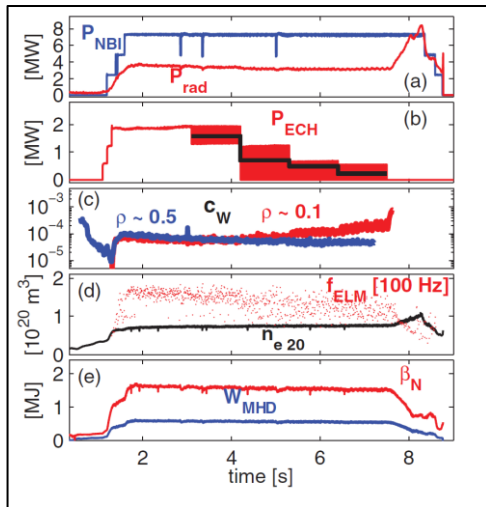 8
6
4
2
0
[MW]
P_NBI
P_rad
(a)
3
2
1
0
[MW]
P_ECH
(b)
10^-3
10^-4
10^-5
(c)
ρ ~ 0.5
c_W
ρ ~ 0.1
2
1
0
[10^20 m^3]
(d)
f_ELM [100 Hz]
n_e 20
2
1
0
[MJ]
(e)
W_MHD
β_N
2 4 6 8
time [s]